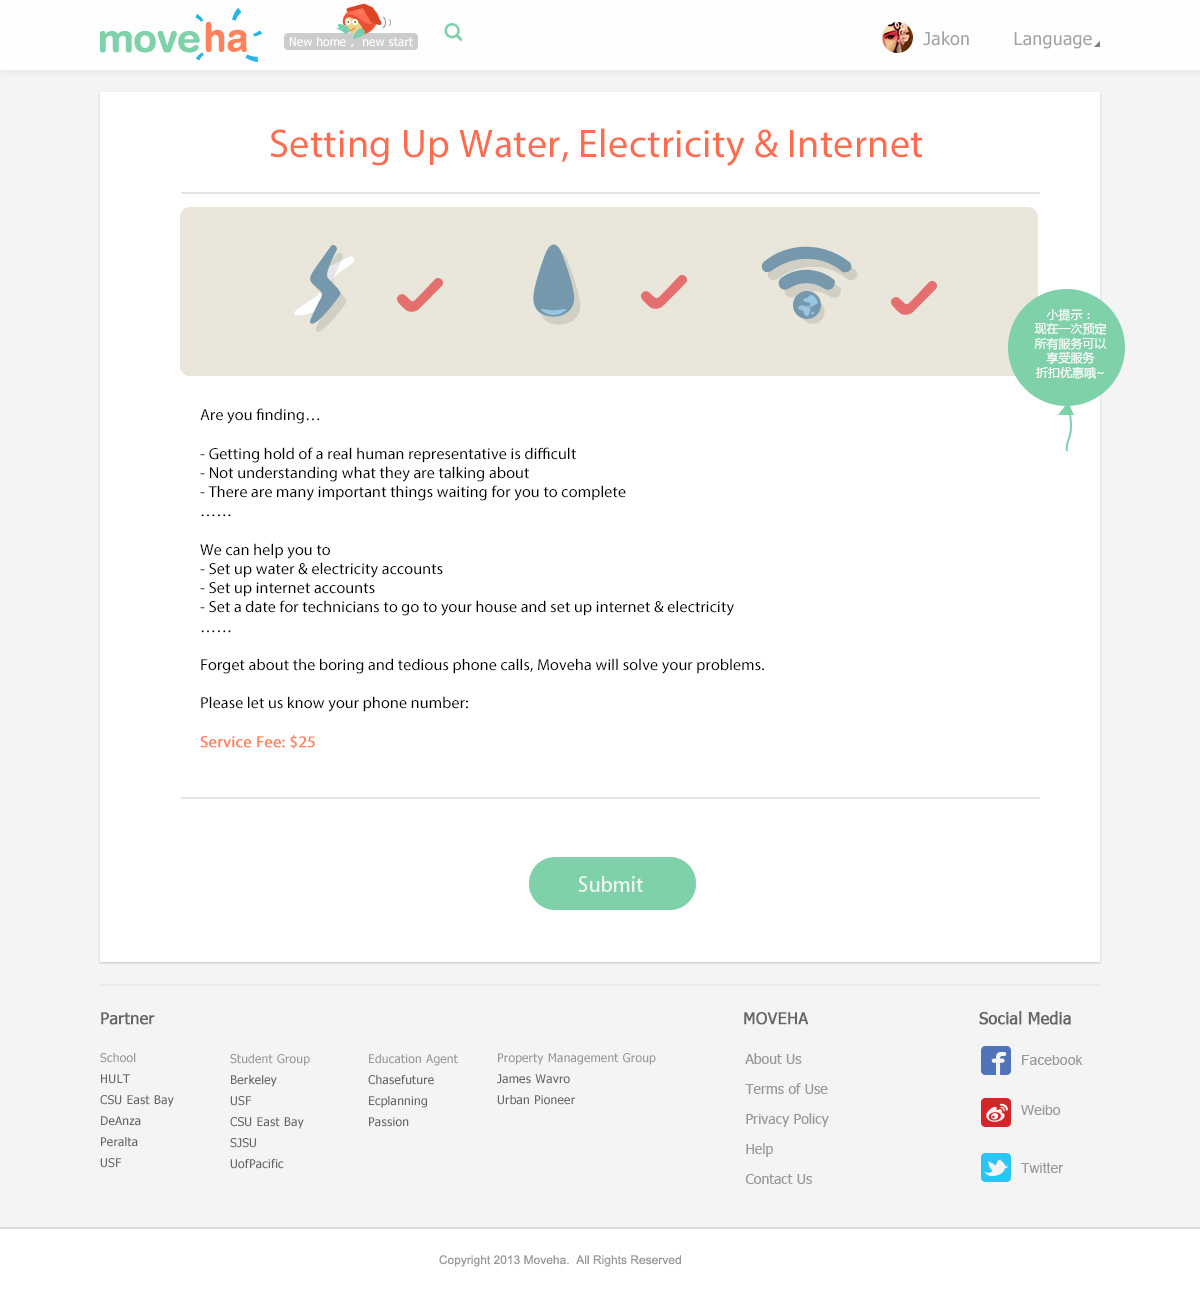 moveha
New home , new start
Jakon
Language
Setting Up Water, Electricity & Internet
小提示：
现在一次预定
所有服务可以
享受服务
折扣优惠哦~
Are you finding…
- Getting hold of a real human representative is difficult
- Not understanding what they are talking about
- There are many important things waiting for you to complete
……
We can help you to
- Set up water & electricity accounts
- Set up internet accounts
- Set a date for technicians to go to your house and set up internet & electricity
……
Forget about the boring and tedious phone calls, Moveha will solve your problems.
Please let us know your phone number:
Service Fee: $25
Submit
Partner
School
HULT
CSU East Bay
DeAnza
Peralta
USF
Student Group
Berkeley
USF
CSU East Bay
SJSU
UofPacific
Education Agent
Chasefuture
Ecplanning
Passion
Property Management Group
James Wavro
Urban Pioneer
MOVEHA
About Us
Terms of Use
Privacy Policy
Help
Contact Us
Social Media
Facebook
Weibo
Twitter
Copyright 2013 Moveha. All Rights Reserved